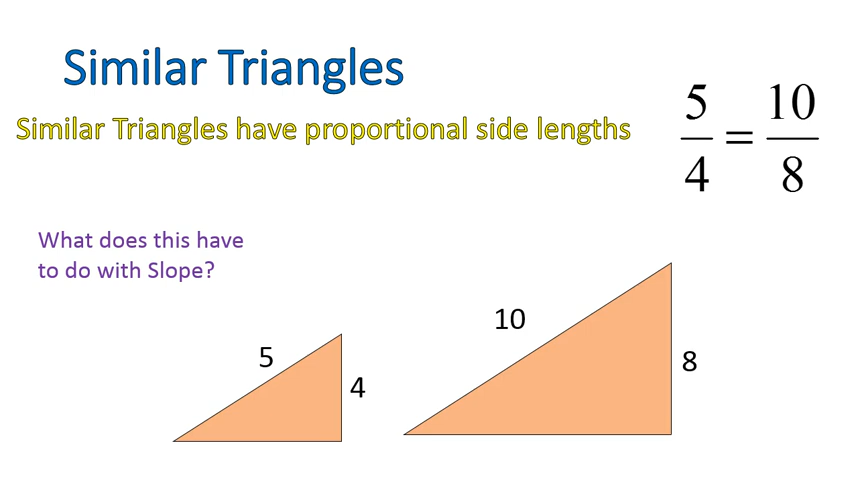 Similar Triangles
Similar Triangles have proportional side lengths
5/4 = 10/8
What does this have
to do with Slope?
10
5
8
4